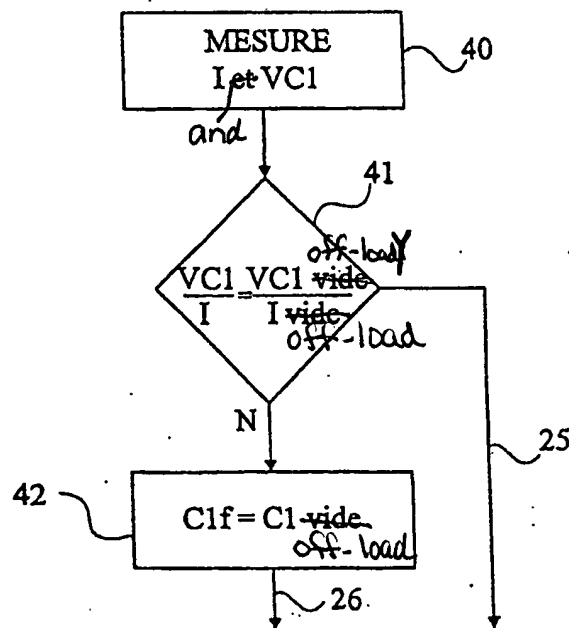 MESURE
I et VC1
and
40
41
off-load Y
VC1 = VC1 vide
I I vide
off-load
N
25
42
C1f = C1 vide
off-load
26